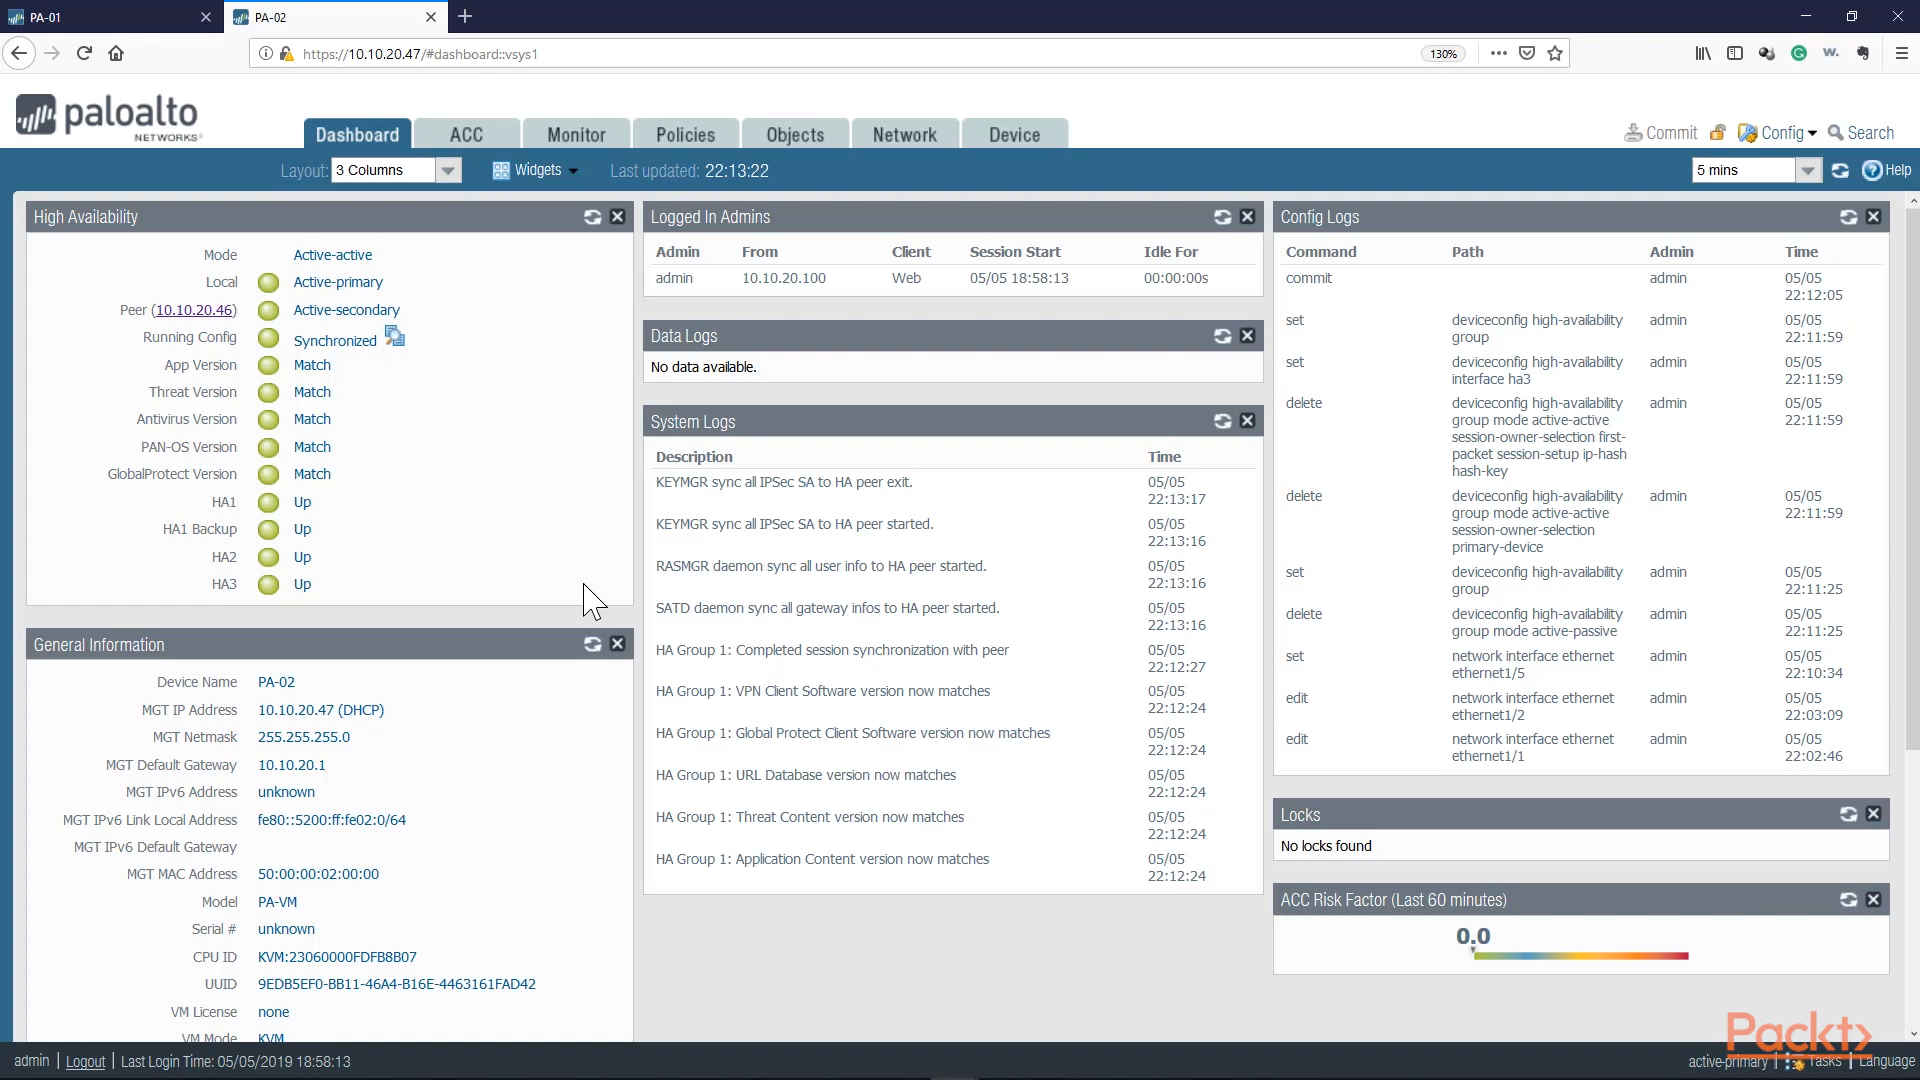 PA-01
PA-02
https://10.10.20.47/#dashboard::vsys1
130%
paloalto
NETWORKS
Dashboard
ACC
Monitor
Policies
Objects
Network
Device
Commit
Config
Search
Layout: 3 Columns
Widgets
Last updated: 22:13:22
5 mins
Help
High Availability
Mode Active-active
Local Active-primary
Peer (10.10.20.46) Active-secondary
Running Config Synchronized
App Version Match
Threat Version Match
Antivirus Version Match
PAN-OS Version Match
GlobalProtect Version Match
HA1 Up
HA1 Backup Up
HA2 Up
HA3 Up
General Information
Device Name PA-02
MGT IP Address 10.10.20.47 (DHCP)
MGT Netmask 255.255.255.0
MGT Default Gateway 10.10.20.1
MGT IPv6 Address unknown
MGT IPv6 Link Local Address fe80::5200:ff:fe02:0/64
MGT IPv6 Default Gateway
MGT MAC Address 50:00:00:02:00:00
Model PA-VM
Serial # unknown
CPU ID KVM:23060000FDFB8B07
UUID 9EDB5EF0-BB11-46A4-B16E-4463161FAD42
VM License none
VM Mode KVM
Logged In Admins
Admin From Client Session Start Idle For
admin 10.10.20.100 Web 05/05 18:58:13 00:00:00s
Data Logs
No data available.
System Logs
Description Time
KEYMGR sync all IPSec SA to HA peer exit. 05/05
22:13:17
KEYMGR sync all IPSec SA to HA peer started. 05/05
22:13:16
RASMGR daemon sync all user info to HA peer started. 05/05
22:13:16
SATD daemon sync all gateway infos to HA peer started. 05/05
22:13:16
HA Group 1: Completed session synchronization with peer 05/05
22:12:27
HA Group 1: VPN Client Software version now matches 05/05
22:12:24
HA Group 1: Global Protect Client Software version now matches 05/05
22:12:24
HA Group 1: URL Database version now matches 05/05
22:12:24
HA Group 1: Threat Content version now matches 05/05
22:12:24
HA Group 1: Application Content version now matches 05/05
22:12:24
Config Logs
Command Path Admin Time
commit admin 05/05
22:12:05
set deviceconfig high-availability admin 05/05
group 22:11:59
set deviceconfig high-availability admin 05/05
interface ha3 22:11:59
delete deviceconfig high-availability admin 05/05
group mode active-active 22:11:59
session-owner-selection first-
packet session-setup ip-hash
hash-key
delete deviceconfig high-availability admin 05/05
group mode active-active 22:11:59
session-owner-selection
primary-device
set deviceconfig high-availability admin 05/05
group 22:11:25
delete deviceconfig high-availability admin 05/05
group mode active-passive 22:11:25
set network interface ethernet admin 05/05
ethernet1/5 22:10:34
edit network interface ethernet admin 05/05
ethernet1/2 22:03:09
edit network interface ethernet admin 05/05
ethernet1/1 22:02:46
Locks
No locks found
ACC Risk Factor (Last 60 minutes)
0.0
Packt
admin | Logout | Last Login Time: 05/05/2019 18:58:13
active-primary | Tasks | Language